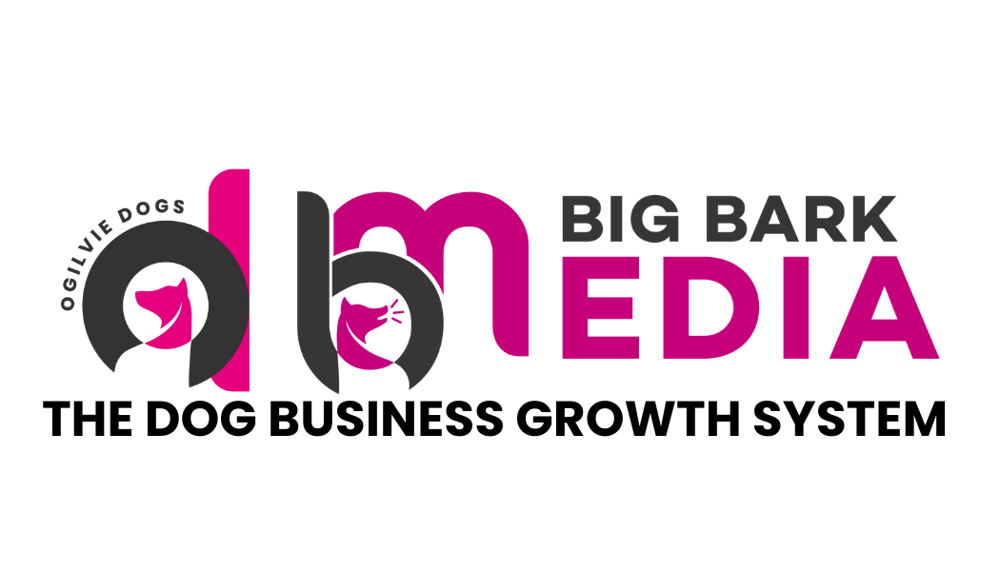 OGILVIE DOGS
BIG BARK
MEDIA
THE DOG BUSINESS GROWTH SYSTEM